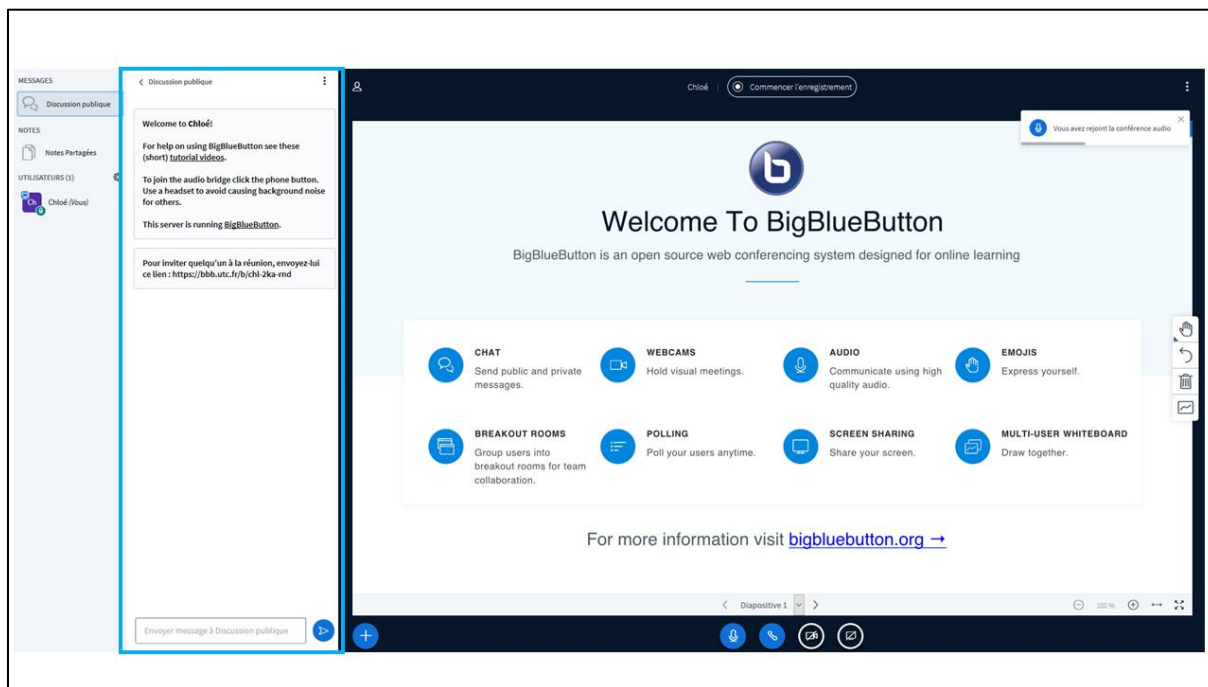 MESSAGES
Discussion publique
NOTES
Notes Partagées
UTILISATEURS (1)
Ch
Chloé (Vous)
Discussion publique
Welcome to Chloé!
For help on using BigBlueButton see these
(short) tutorial videos.
To join the audio bridge click the phone button.
Use a headset to avoid causing background noise
for others.
This server is running BigBlueButton.
Pour inviter quelqu'un à la réunion, envoyez-lui
ce lien : https://bbb.utc.fr/b/chl-2ka-rnd
Envoyer message à Discussion publique
Chloé
Commencer l'enregistrement
Vous avez rejoint la conférence audio
b
Welcome To BigBlueButton
BigBlueButton is an open source web conferencing system designed for online learning
CHAT
Send public and private
messages.
WEBCAMS
Hold visual meetings.
AUDIO
Communicate using high
quality audio.
EMOJIS
Express yourself.
BREAKOUT ROOMS
Group users into
breakout rooms for team
collaboration.
POLLING
Poll your users anytime.
SCREEN SHARING
Share your screen.
MULTI-USER WHITEBOARD
Draw together.
For more information visit bigbluebutton.org →
Diapositive 1
100%